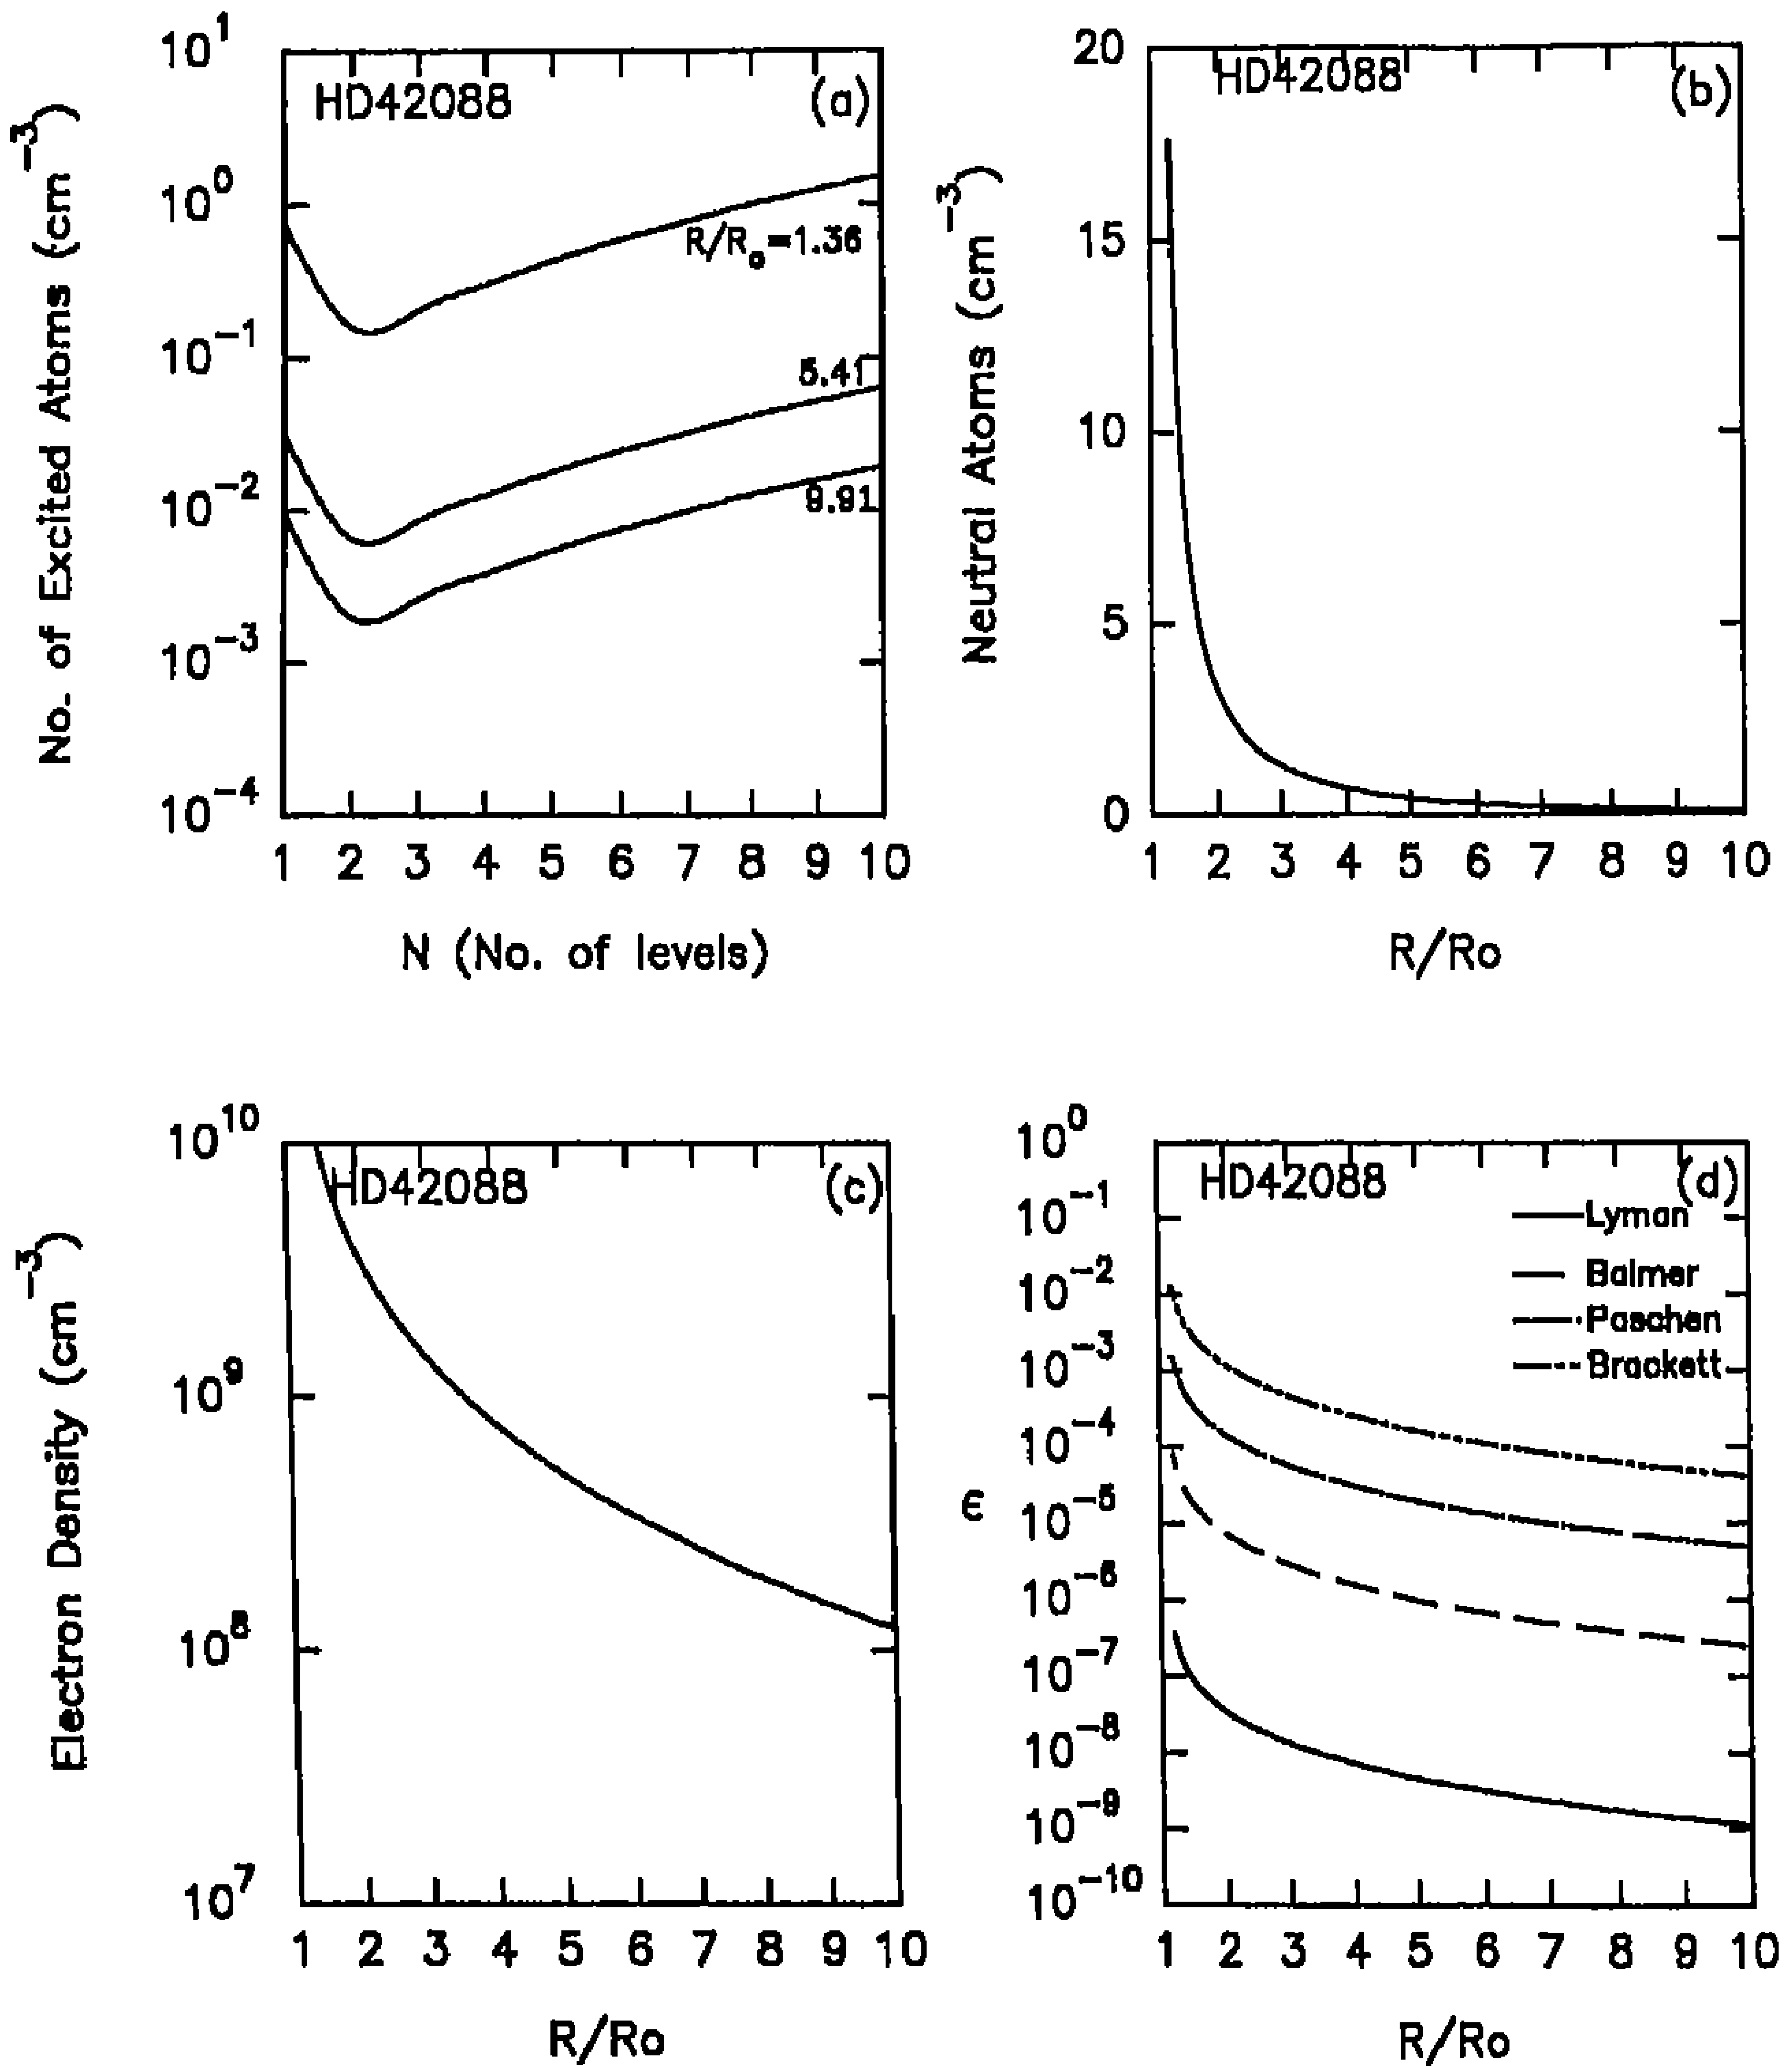 HD42088 (a)
10^1
10^0
10^-1
10^-2
10^-3
10^-4
No. of Excited Atoms (cm^-3)
R/R_o=1.36
5.41
9.91
1 2 3 4 5 6 7 8 9 10
N (No. of levels)
HD42088 (b)
20
15
10
5
0
Neutral Atoms (cm^-3)
1 2 3 4 5 6 7 8 9 10
R/Ro
HD42088 (c)
10^10
10^9
10^8
10^7
Electron Density (cm^-3)
1 2 3 4 5 6 7 8 9 10
R/Ro
HD42088 (d)
10^0
10^-1
10^-2
10^-3
10^-4
10^-5
10^-6
10^-7
10^-8
10^-9
10^-10
ϵ
Lyman
Balmer
Paschen
Brackett
1 2 3 4 5 6 7 8 9 10
R/Ro